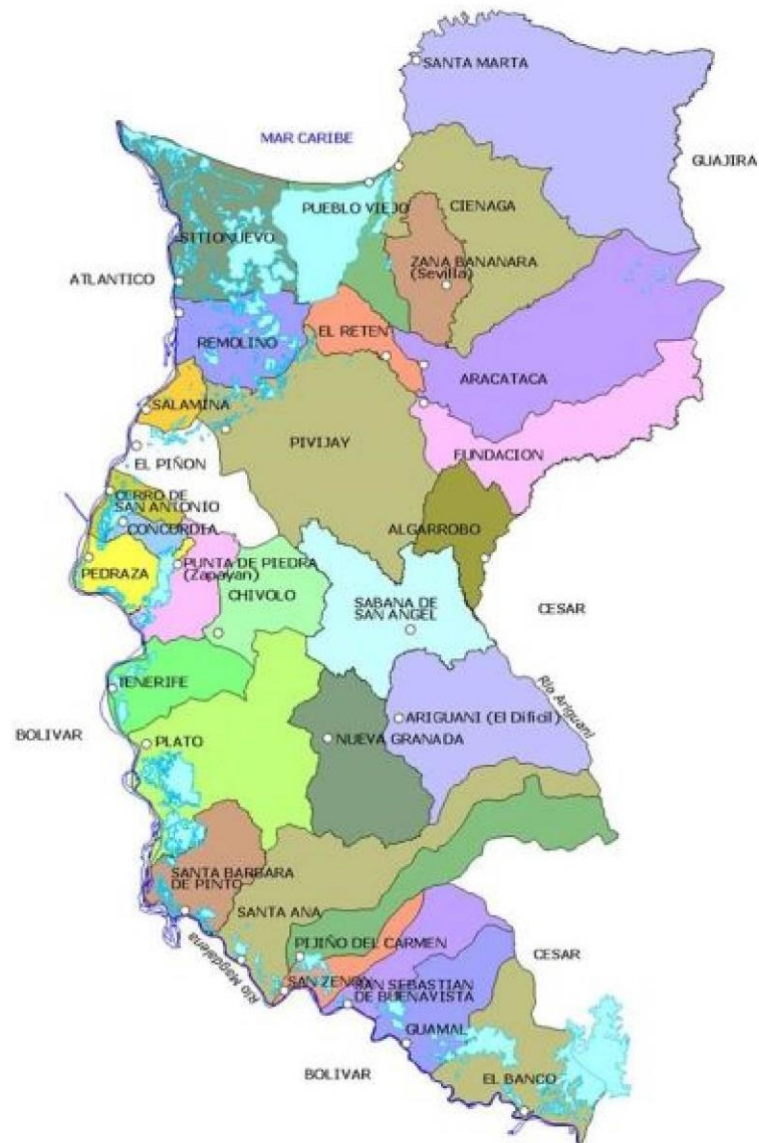 SANTA MARTA
MAR CARIBE
GUAJIRA
CIENAGA
PUEBLO VIEJO
SITIONUEVO
ZANA BANANARA
(Sevilla)
ATLANTICO
EL RETEN
REMOLINO
ARACATACA
SALAMINA
PIVIJAY
FUNDACION
EL PIÑON
CERRO DE
SAN ANTONIO
CONCORDIA
ALGARROBO
PUNTA DE PIEDRA
(Zapayan)
PEDRAZA
CHIVOLO
SABANA DE
SAN ANGEL
CESAR
TENERIFE
Río Ariguaní
ARIGUANI (El Dificil)
BOLIVAR
PLATO
NUEVA GRANADA
SANTA BARBARA
DE PINTO
SANTA ANA
PIJIÑO DEL CARMEN
CESAR
Río Magdalena
SAN ZENON
SAN SEBASTIAN
DE BUENAVISTA
GUAMAL
BOLIVAR
EL BANCO